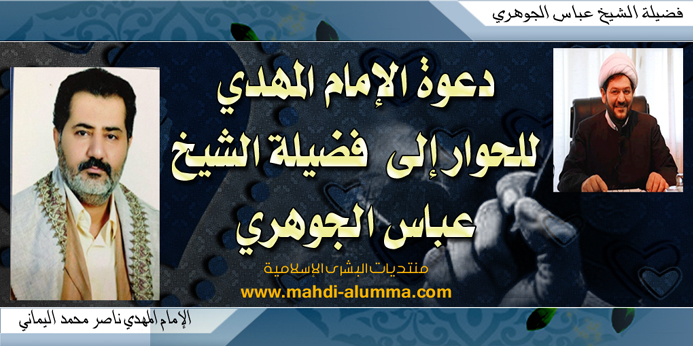 فضيلة الشيخ عباس الجوهري
دعوة الإمام المهدي
للحوار إلى فضيلة الشيخ
عباس الجوهري
منتديات البشرى الإسلامية
www.mahdi-alumma.com
الإمام المهدي ناصر محمد اليماني